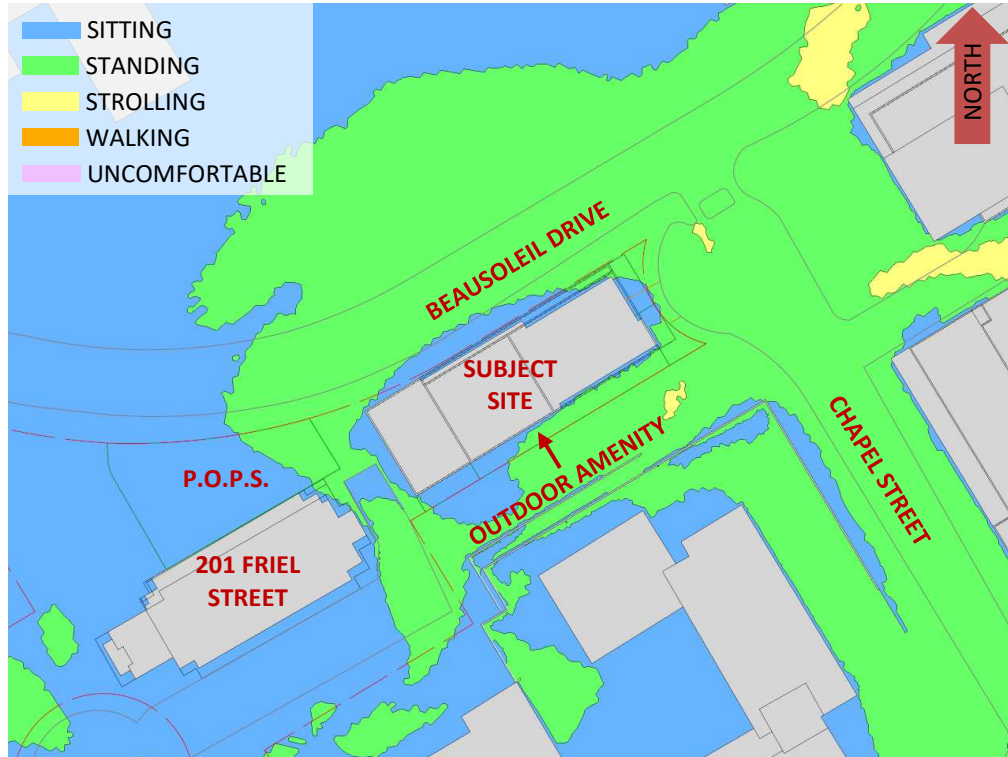 SITTING
STANDING
STROLLING
WALKING
UNCOMFORTABLE
NORTH
BEAUSOLEIL DRIVE
SUBJECT
SITE
OUTDOOR AMENITY
CHAPEL STREET
P.O.P.S.
201 FRIEL
STREET